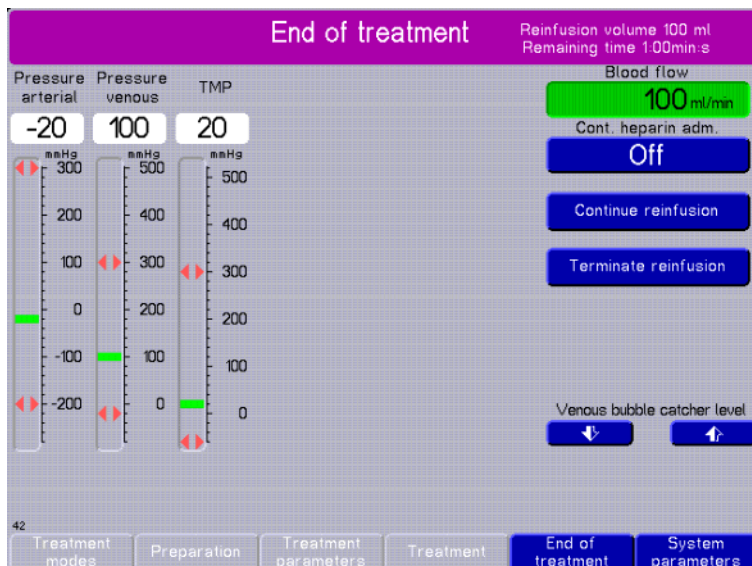 End of treatment
Reinfusion volume 100 ml
Remaining time 1:00min:s
Pressure arterial
Pressure venous
TMP
-20
100
20
mmHg
300
200
100
0
-100
-200
mmHg
500
400
300
200
100
0
mmHg
500
400
300
200
100
0
Blood flow
100 ml/min
Cont. heparin adm.
Off
Continue reinfusion
Terminate reinfusion
Venous bubble catcher level
42
Treatment modes
Preparation
Treatment parameters
Treatment
End of treatment
System parameters